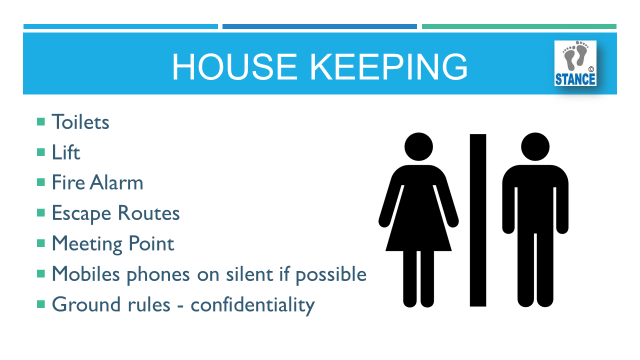 HOUSE KEEPING
©
STANCE
Toilets
Lift
Fire Alarm
Escape Routes
Meeting Point
Mobiles phones on silent if possible
Ground rules - confidentiality